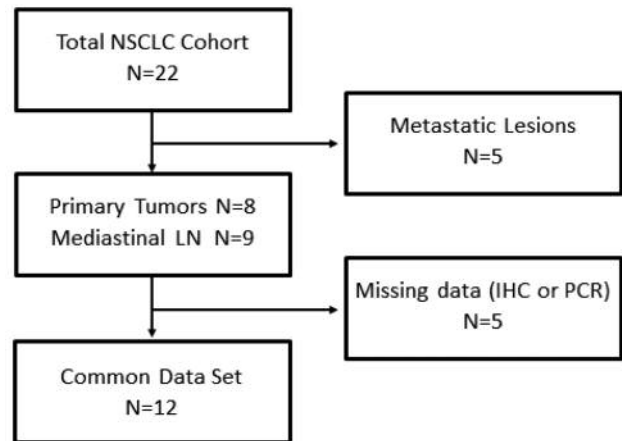 Total NSCLC Cohort
N=22
Metastatic Lesions
N=5
Primary Tumors N=8
Mediastinal LN N=9
Missing data (IHC or PCR)
N=5
Common Data Set
N=12